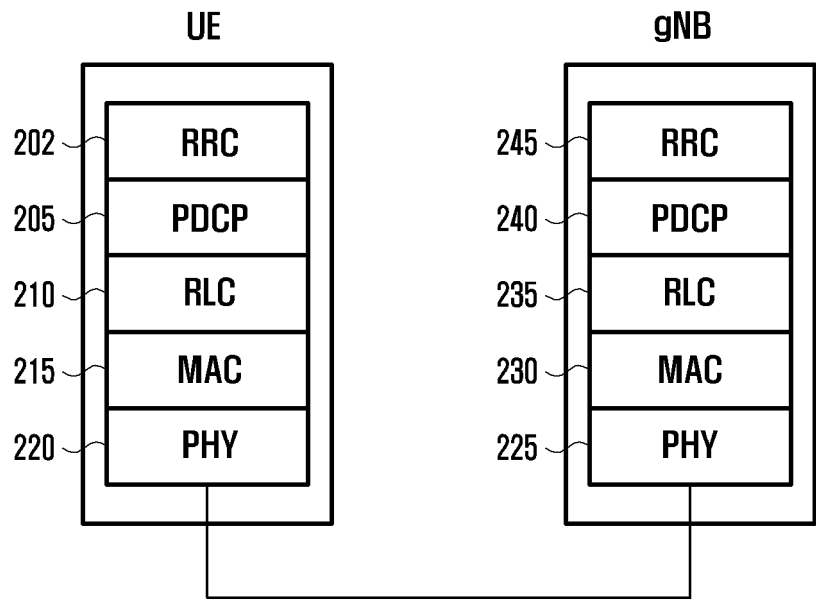 UE gNB
202 RRC 245 RRC
205 PDCP 240 PDCP
210 RLC 235 RLC
215 MAC 230 MAC
220 PHY 225 PHY